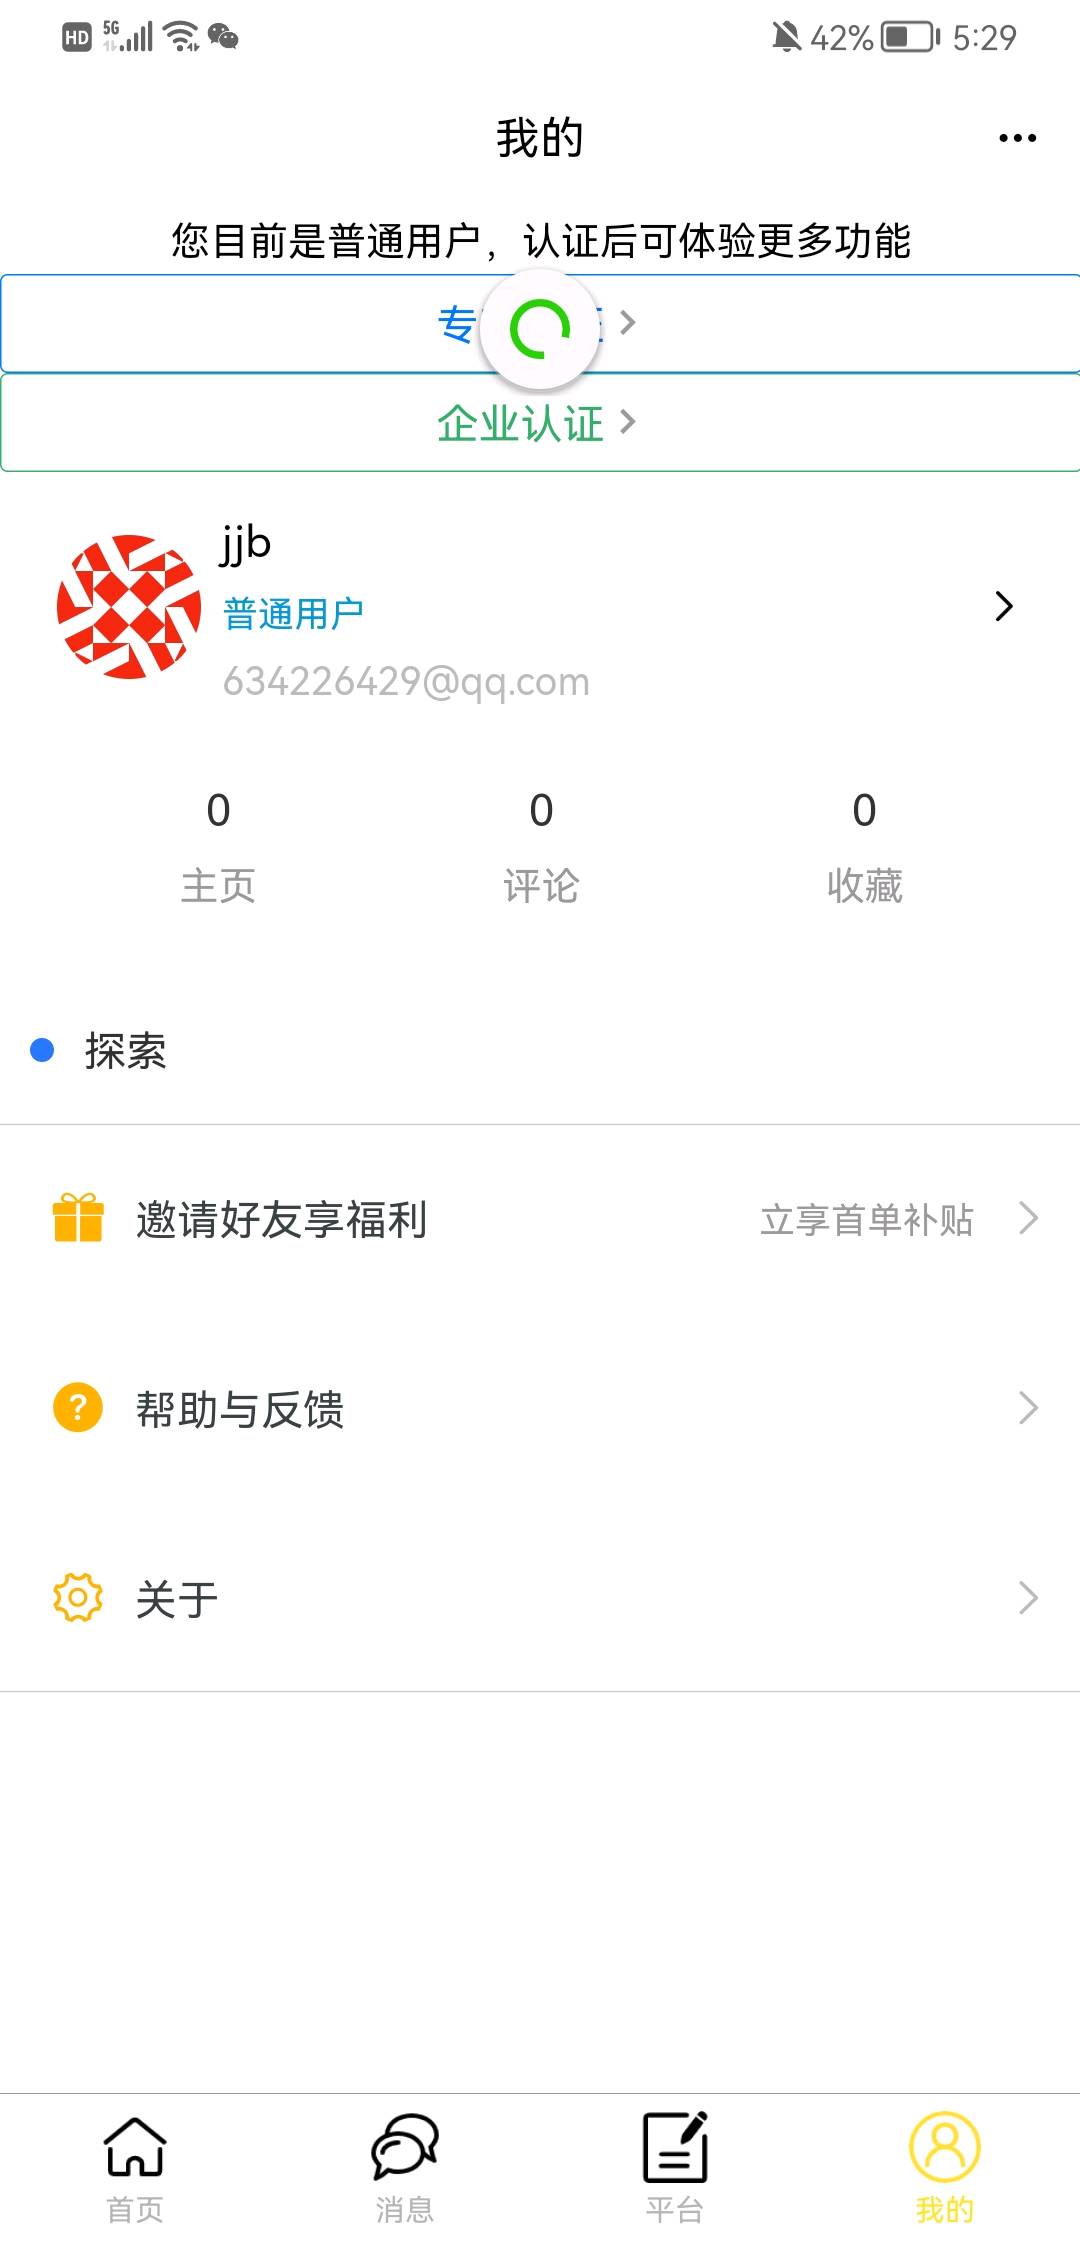 HD 5G 42% 5:29
我的
您目前是普通用户，认证后可体验更多功能
专
企业认证
jjb
普通用户
634226429@qq.com
0 0 0
主页 评论 收藏
探索
邀请好友享福利 立享首单补贴
帮助与反馈
关于
首页 消息 平台 我的